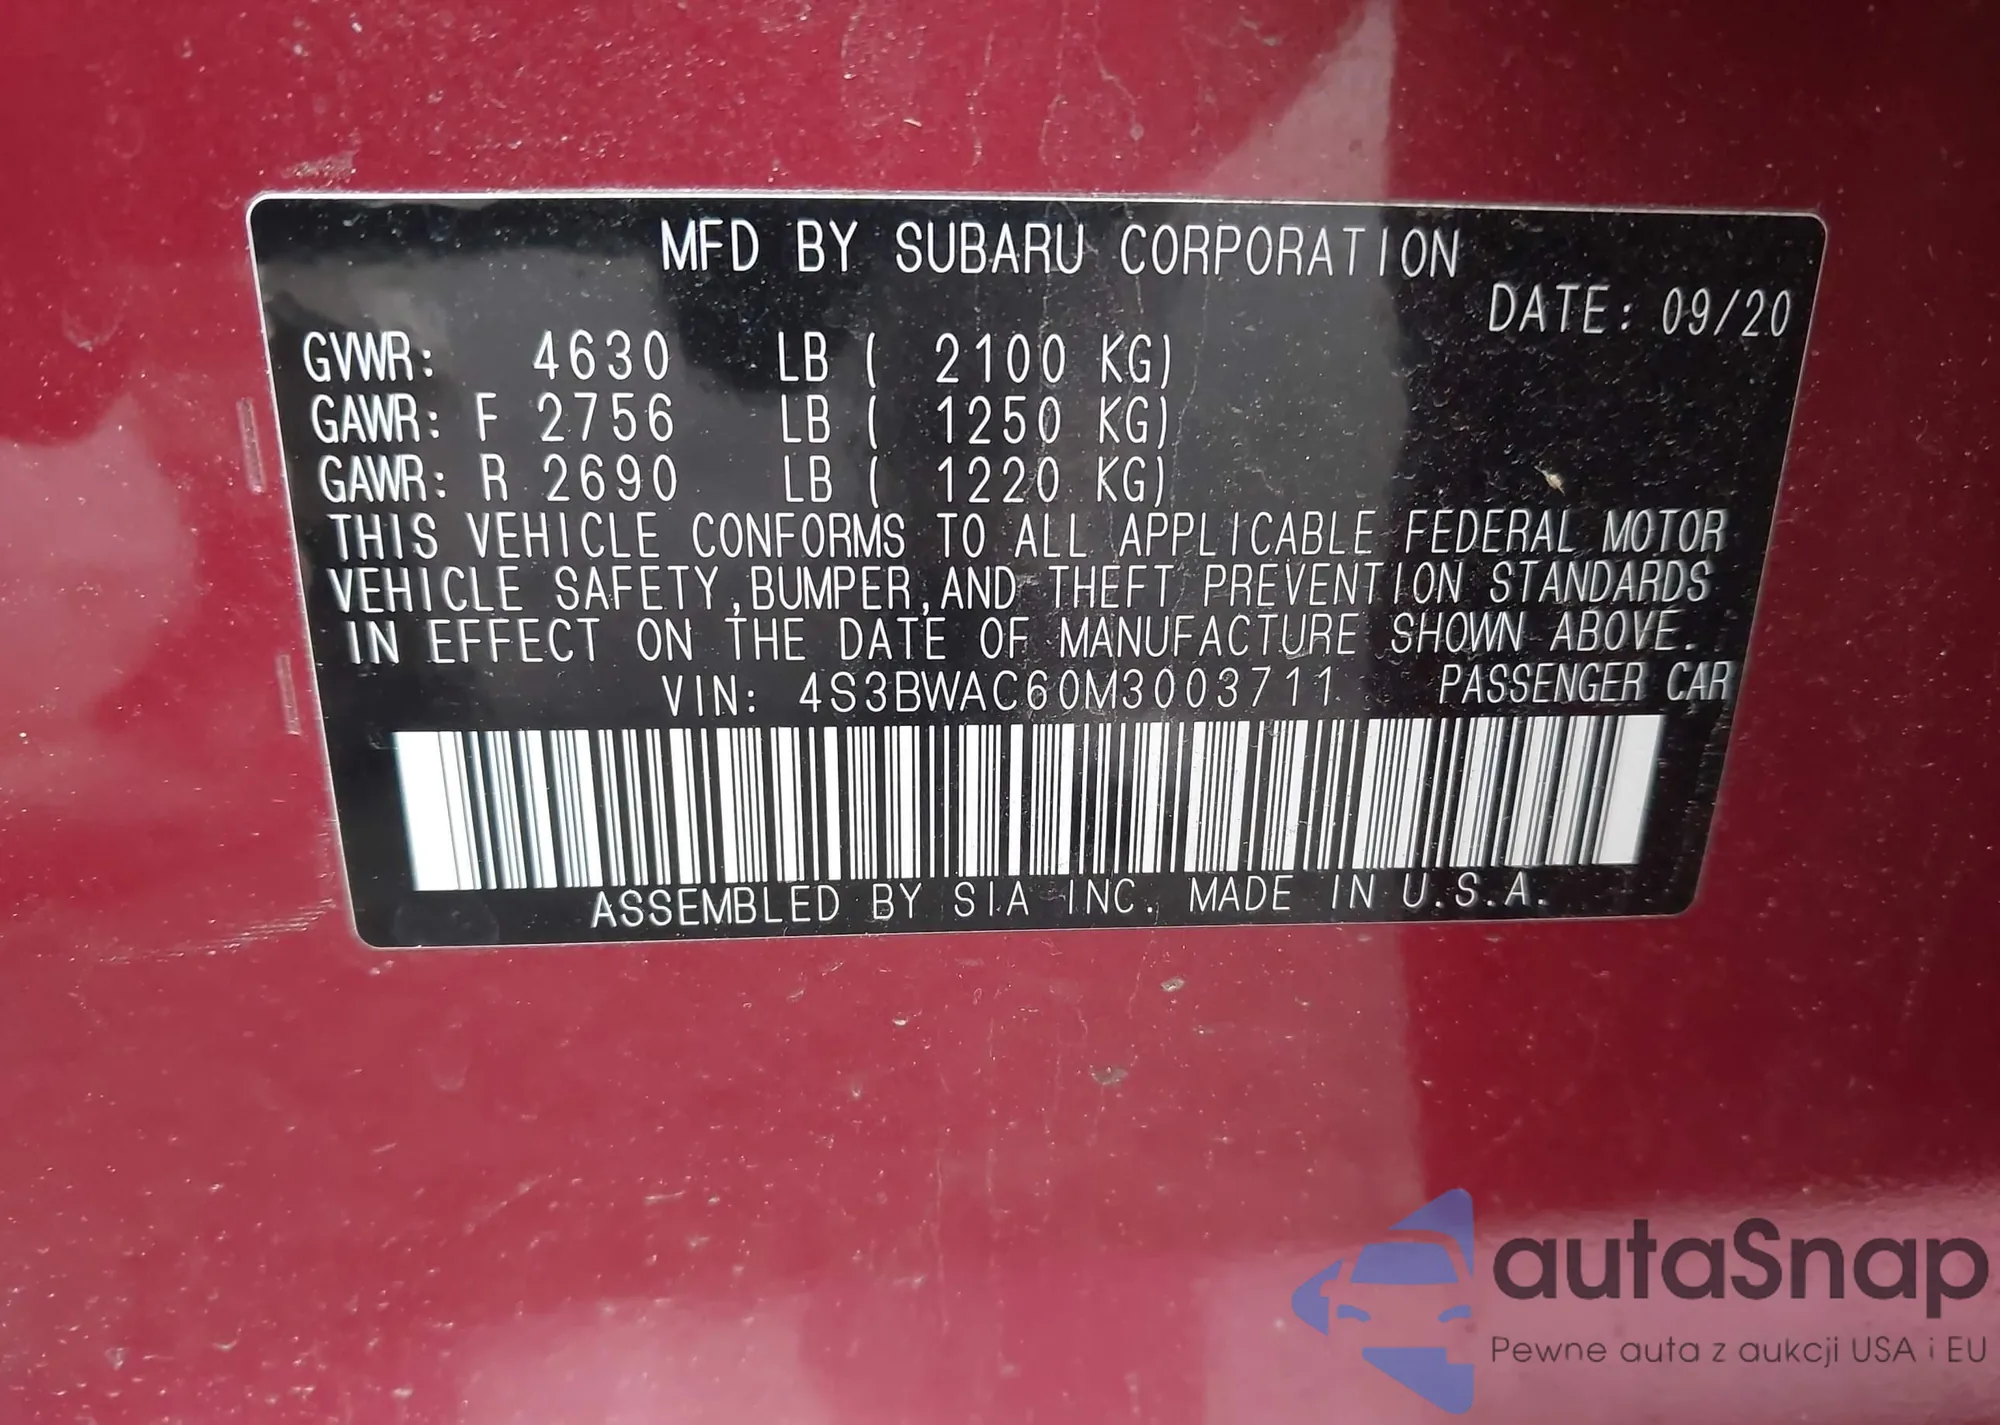 MFD BY SUBARU CORPORATION
DATE: 09/20
GVWR: 4630 LB ( 2100 KG)
GAWR: F 2756 LB ( 1250 KG)
GAWR: R 2690 LB ( 1220 KG)
THIS VEHICLE CONFORMS TO ALL APPLICABLE FEDERAL MOTOR
VEHICLE SAFETY,BUMPER,AND THEFT PREVENTION STANDARDS
IN EFFECT ON THE DATE OF MANUFACTURE SHOWN ABOVE.
VIN: 4S3BWAC60M3003711 PASSENGER CAR
ASSEMBLED BY SIA INC. MADE IN U.S.A.
autaSnap
Pewne auta z aukcji USA i EU